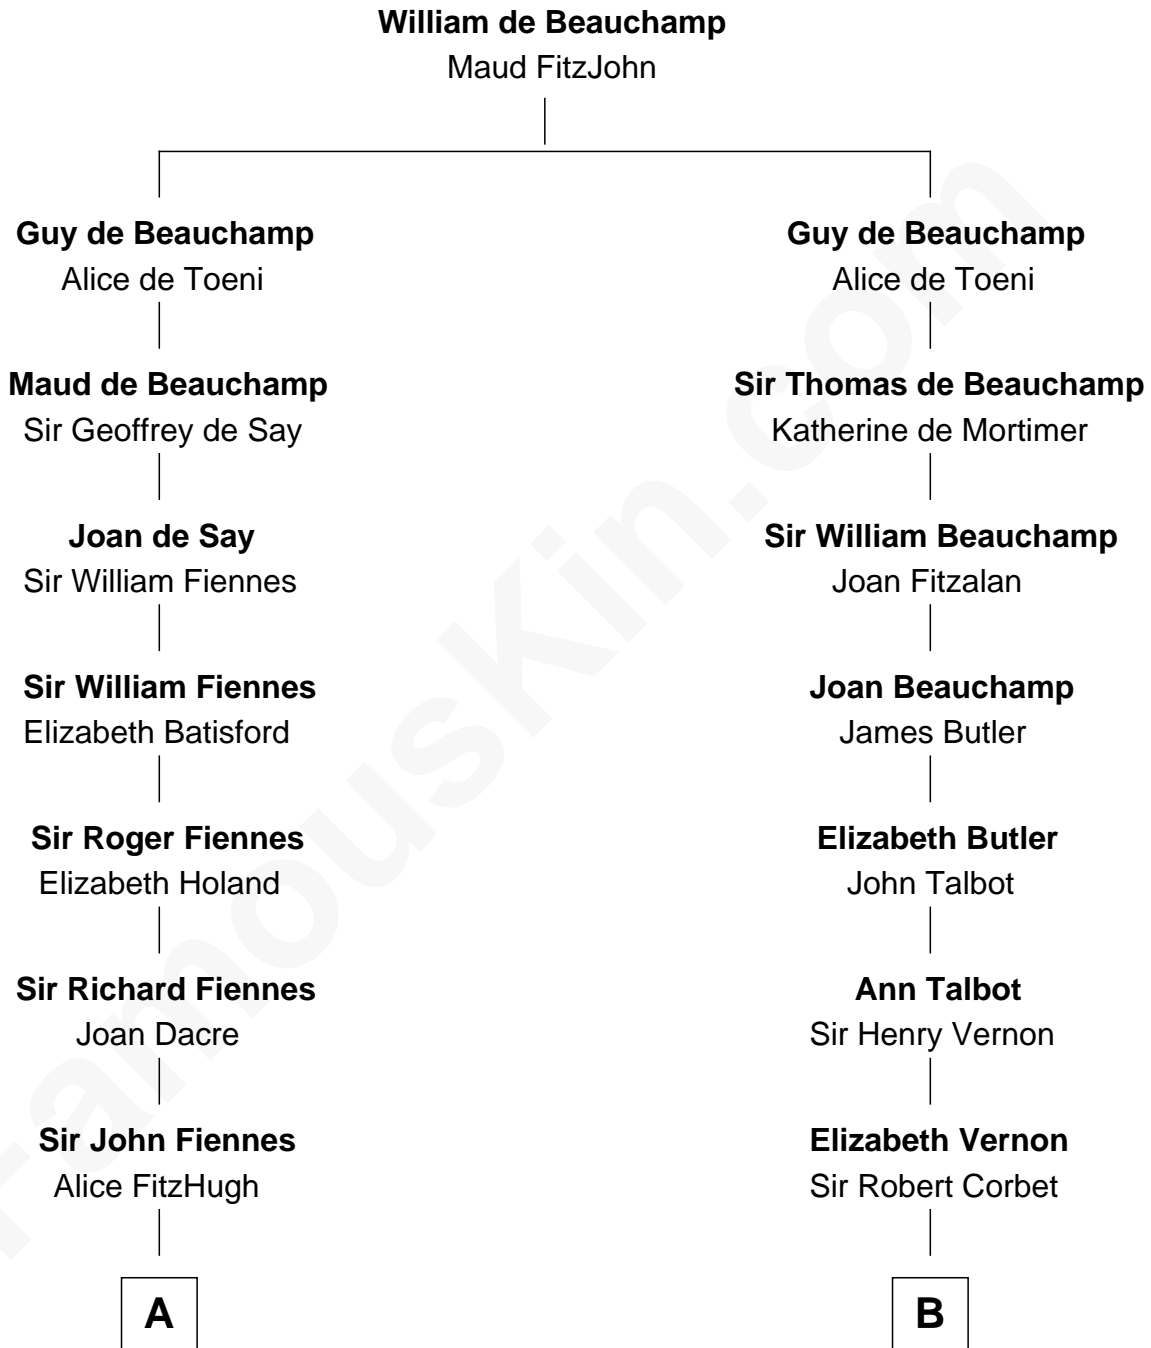 William de Beauchamp
Maud FitzJohn
Guy de Beauchamp
Alice de Toeni
Maud de Beauchamp
Sir Geoffrey de Say
Joan de Say
Sir William Fiennes
Sir William Fiennes
Elizabeth Batisford
Sir Roger Fiennes
Elizabeth Holand
Sir Richard Fiennes
Joan Dacre
Sir John Fiennes
Alice FitzHugh
A
Guy de Beauchamp
Alice de Toeni
Sir Thomas de Beauchamp
Katherine de Mortimer
Sir William Beauchamp
Joan Fitzalan
Joan Beauchamp
James Butler
Elizabeth Butler
John Talbot
Ann Talbot
Sir Henry Vernon
Elizabeth Vernon
Sir Robert Corbet
B
FamousKin.com